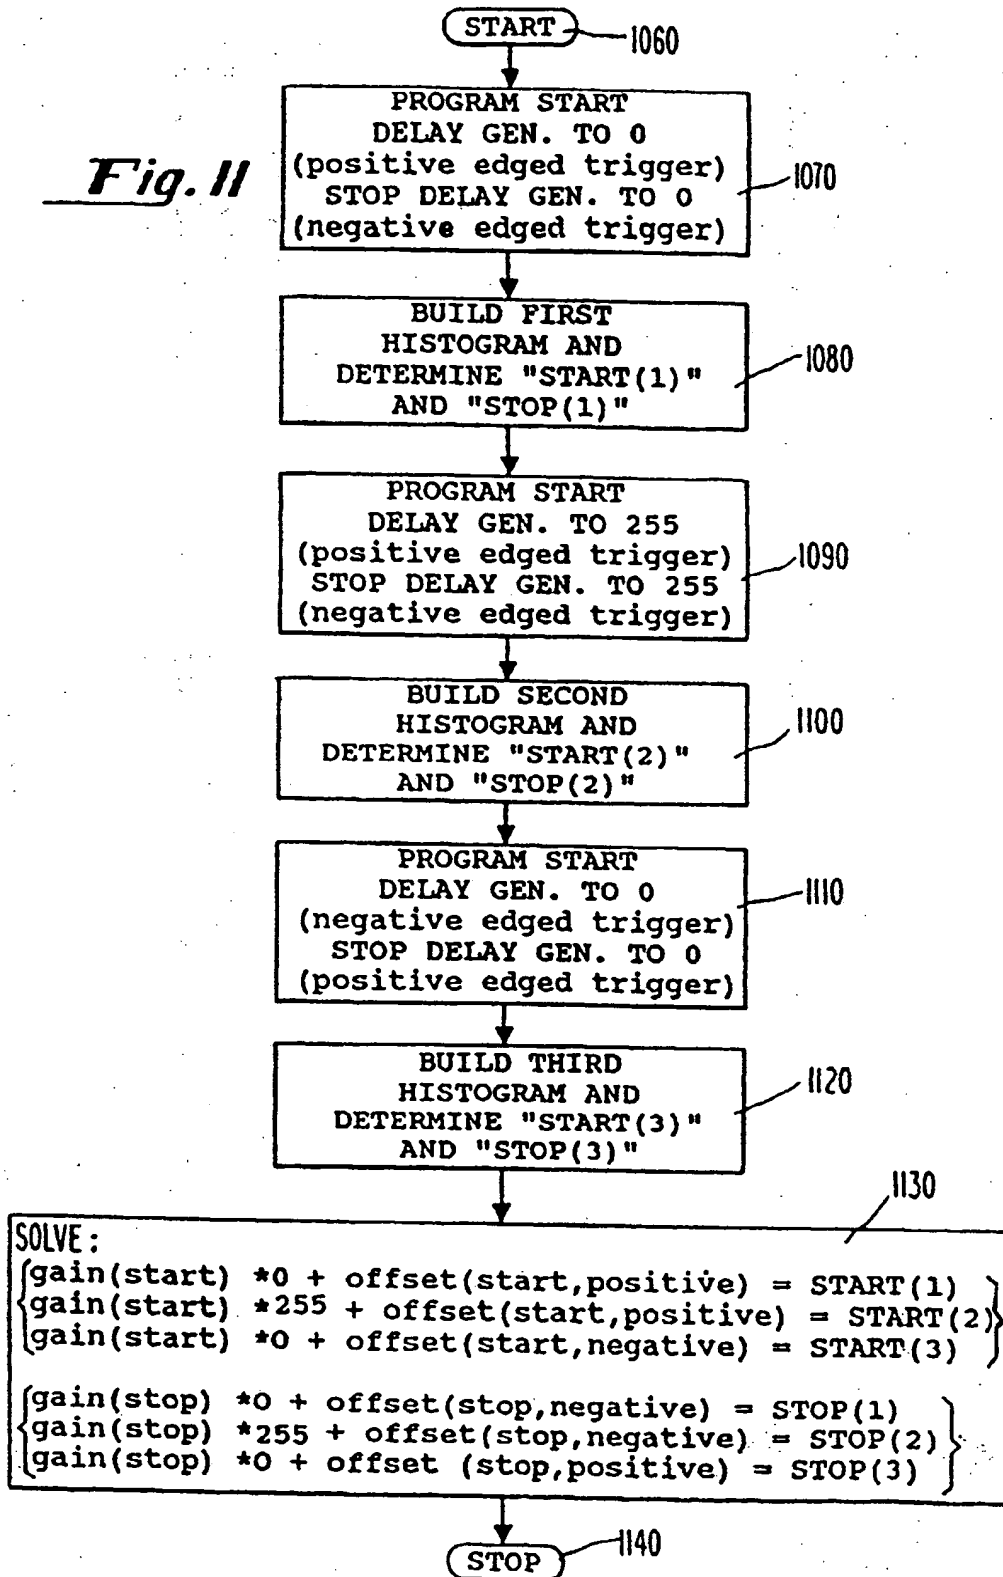 START
1060
PROGRAM START
DELAY GEN. TO 0
(positive edged trigger)
STOP DELAY GEN. TO 0
(negative edged trigger)
1070
Fig. 11
BUILD FIRST
HISTOGRAM AND
DETERMINE "START(1)"
AND "STOP(1)"
1080
PROGRAM START
DELAY GEN. TO 255
(positive edged trigger)
STOP DELAY GEN. TO 255
(negative edged trigger)
1090
BUILD SECOND
HISTOGRAM AND
DETERMINE "START(2)"
AND "STOP(2)"
1100
PROGRAM START
DELAY GEN. TO 0
(negative edged trigger)
STOP DELAY GEN. TO 0
(positive edged trigger)
1110
BUILD THIRD
HISTOGRAM AND
DETERMINE "START(3)"
AND "STOP(3)"
1120
1130
SOLVE:
gain(start) *0 + offset(start,positive) = START(1)
gain(start) *255 + offset(start,positive) = START(2)
gain(start) *0 + offset(start,negative) = START(3)
gain(stop) *0 + offset(stop,negative) = STOP(1)
gain(stop) *255 + offset(stop,negative) = STOP(2)
gain(stop) *0 + offset (stop,positive) = STOP(3)
STOP
1140